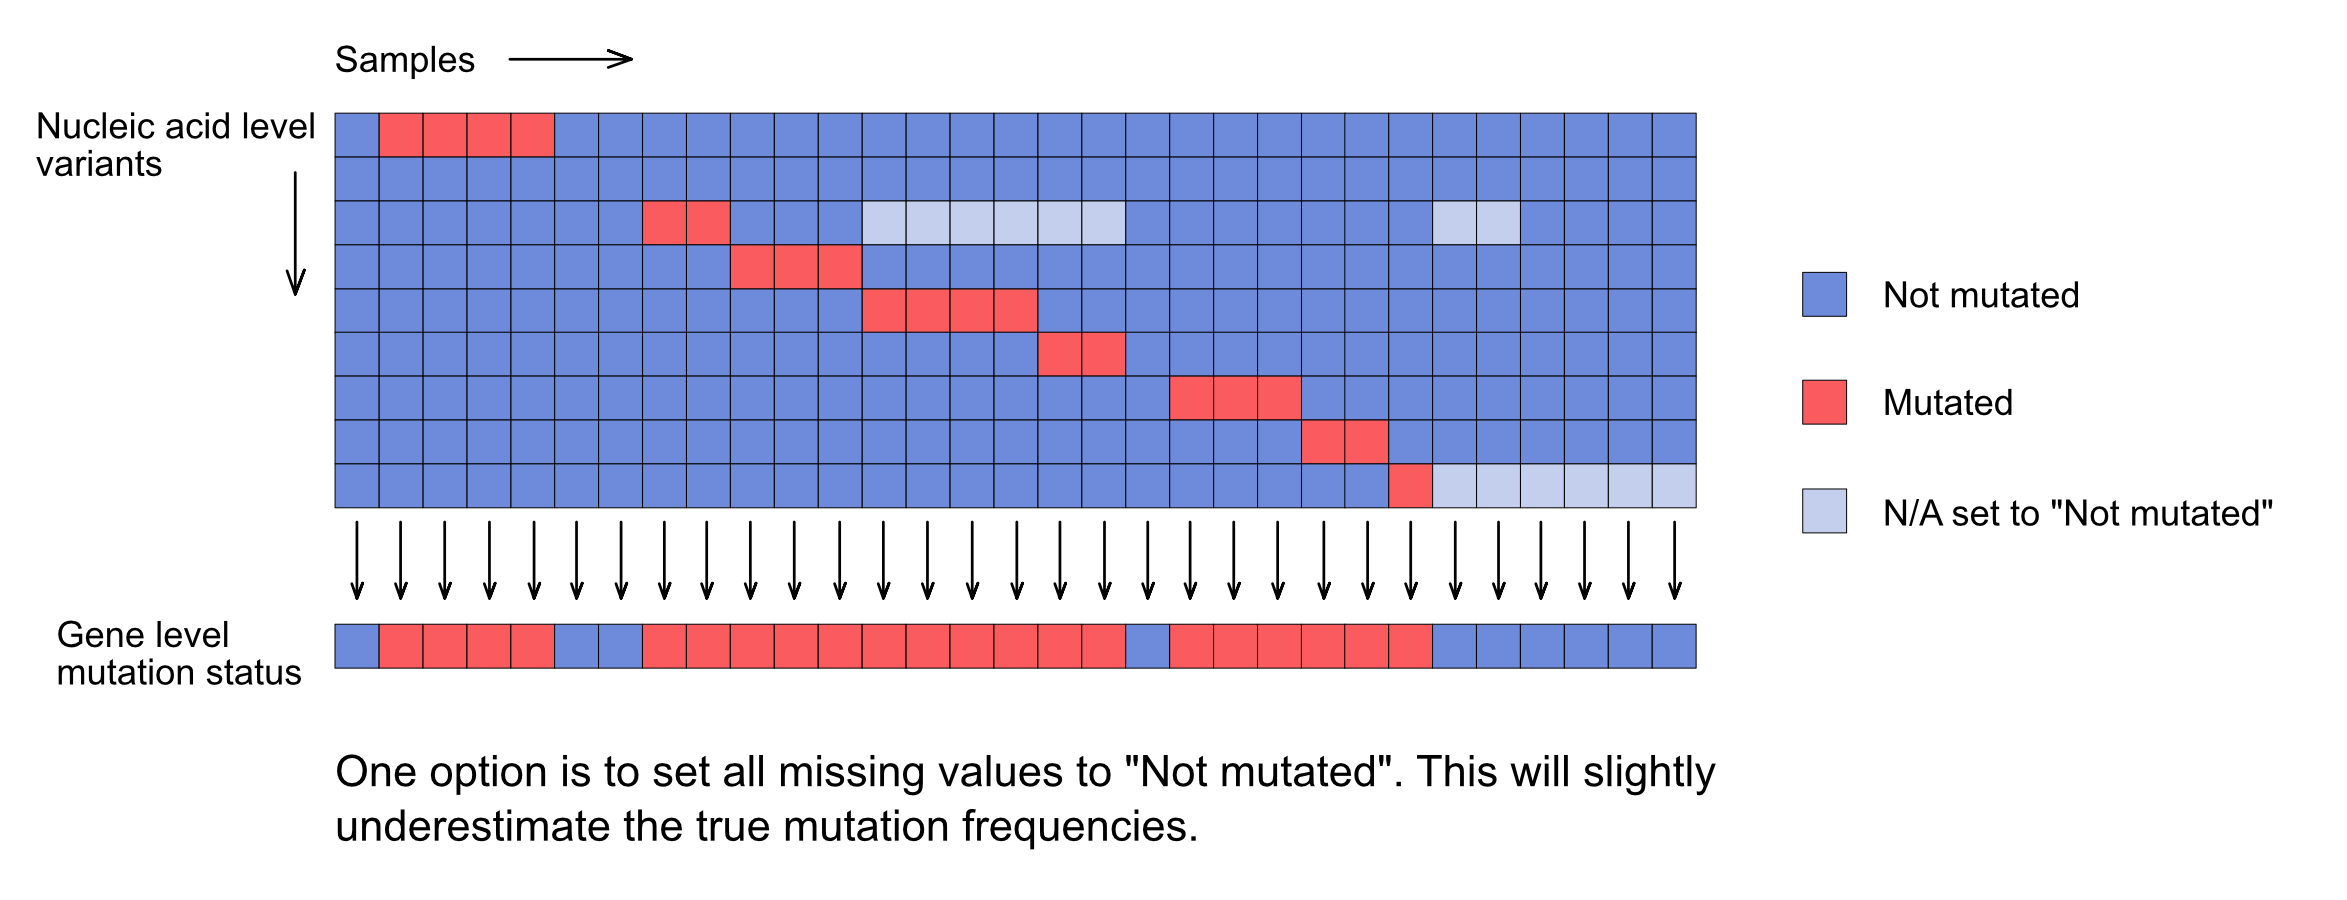 Samples
Nucleic acid level
variants
Not mutated
Mutated
N/A set to "Not mutated"
Gene level
mutation status
One option is to set all missing values to "Not mutated". This will slightly
underestimate the true mutation frequencies.